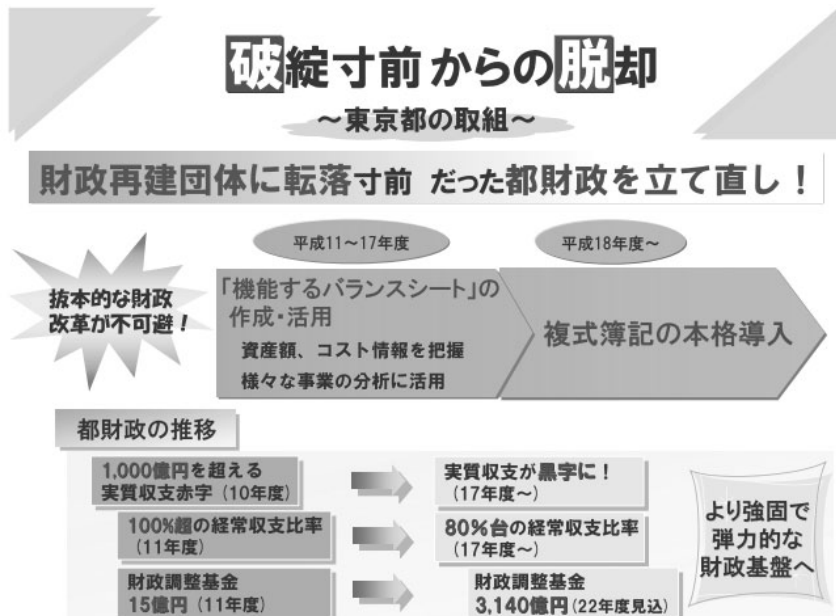 破綻寸前からの脱却
～東京都の取組～
財政再建団体に転落寸前 だった都財政を立て直し！
平成11～17年度
平成18年度～
抜本的な財政
改革が不可避！
「機能するバランスシート」の
作成・活用
資産額、コスト情報を把握
様々な事業の分析に活用
複式簿記の本格導入
都財政の推移
1,000億円を超える
実質収支赤字（10年度）
実質収支が黒字に！
（17年度～）
100%超の経常収支比率
（11年度）
80%台の経常収支比率
（17年度～）
財政調整基金
15億円（11年度）
財政調整基金
3,140億円（22年度見込）
より強固で
弾力的な
財政基盤へ